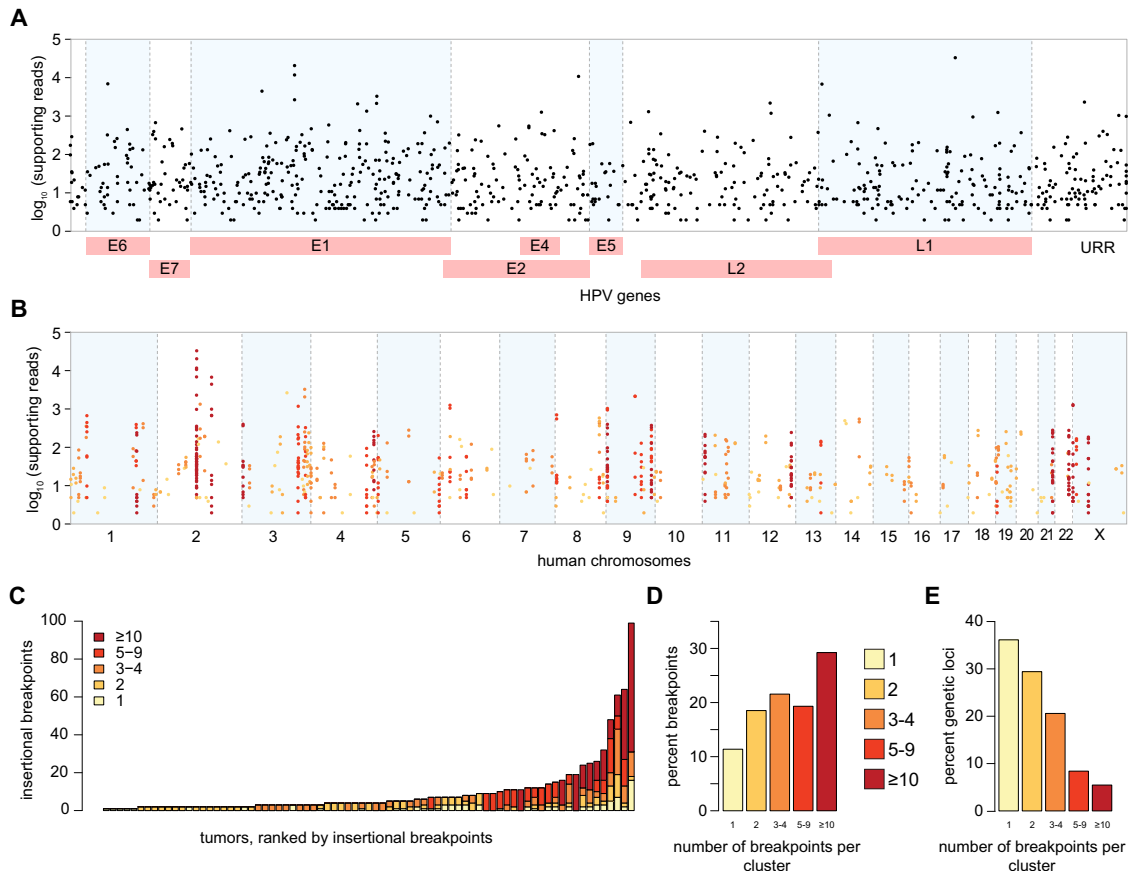 A
5
4
3
2
1
0
log₁₀ (supporting reads)
E6 E1 E4 E5 L1 URR
E7 E2 L2
HPV genes
B
5
4
3
2
1
0
log₁₀ (supporting reads)
1 2 3 4 5 6 7 8 9 10 11 12 13 14 15 16 17 18 19 20 21 22 X
human chromosomes
C
100
80
60
40
20
0
insertional breakpoints
≥10
5−9
3−4
2
1
tumors, ranked by insertional breakpoints
D
30
20
10
0
percent breakpoints
1 2 3-4 5-9 ≥10
number of breakpoints per
cluster
1
2
3-4
5-9
≥10
E
40
30
20
10
0
percent genetic loci
1 2 3-4 5-9 ≥10
number of breakpoints per
cluster